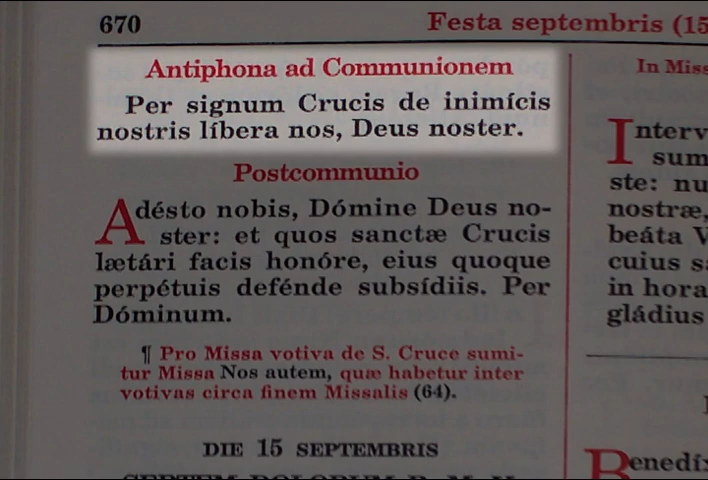 670
Festa septembris (15
Antiphona ad Communionem
Per signum Crucis de inimícis
nostris líbera nos, Deus noster.
Postcommunio
Adésto nobis, Dómine Deus no-
ster: et quos sanctæ Crucis
lætári facis honóre, eius quoque
perpétuis defénde subsídiis. Per
Dóminum.
¶ Pro Missa votiva de S. Cruce sumi-
tur Missa Nos autem, quæ habetur inter
votivas circa finem Missalis (64).
DIE 15 SEPTEMBRIS
SEPTEM DOLORUM B. M. V.
In Miss
Interv
sum
ste: nu
nostræ,
beáta V
cuius s
in hora
gládius
Benedíx